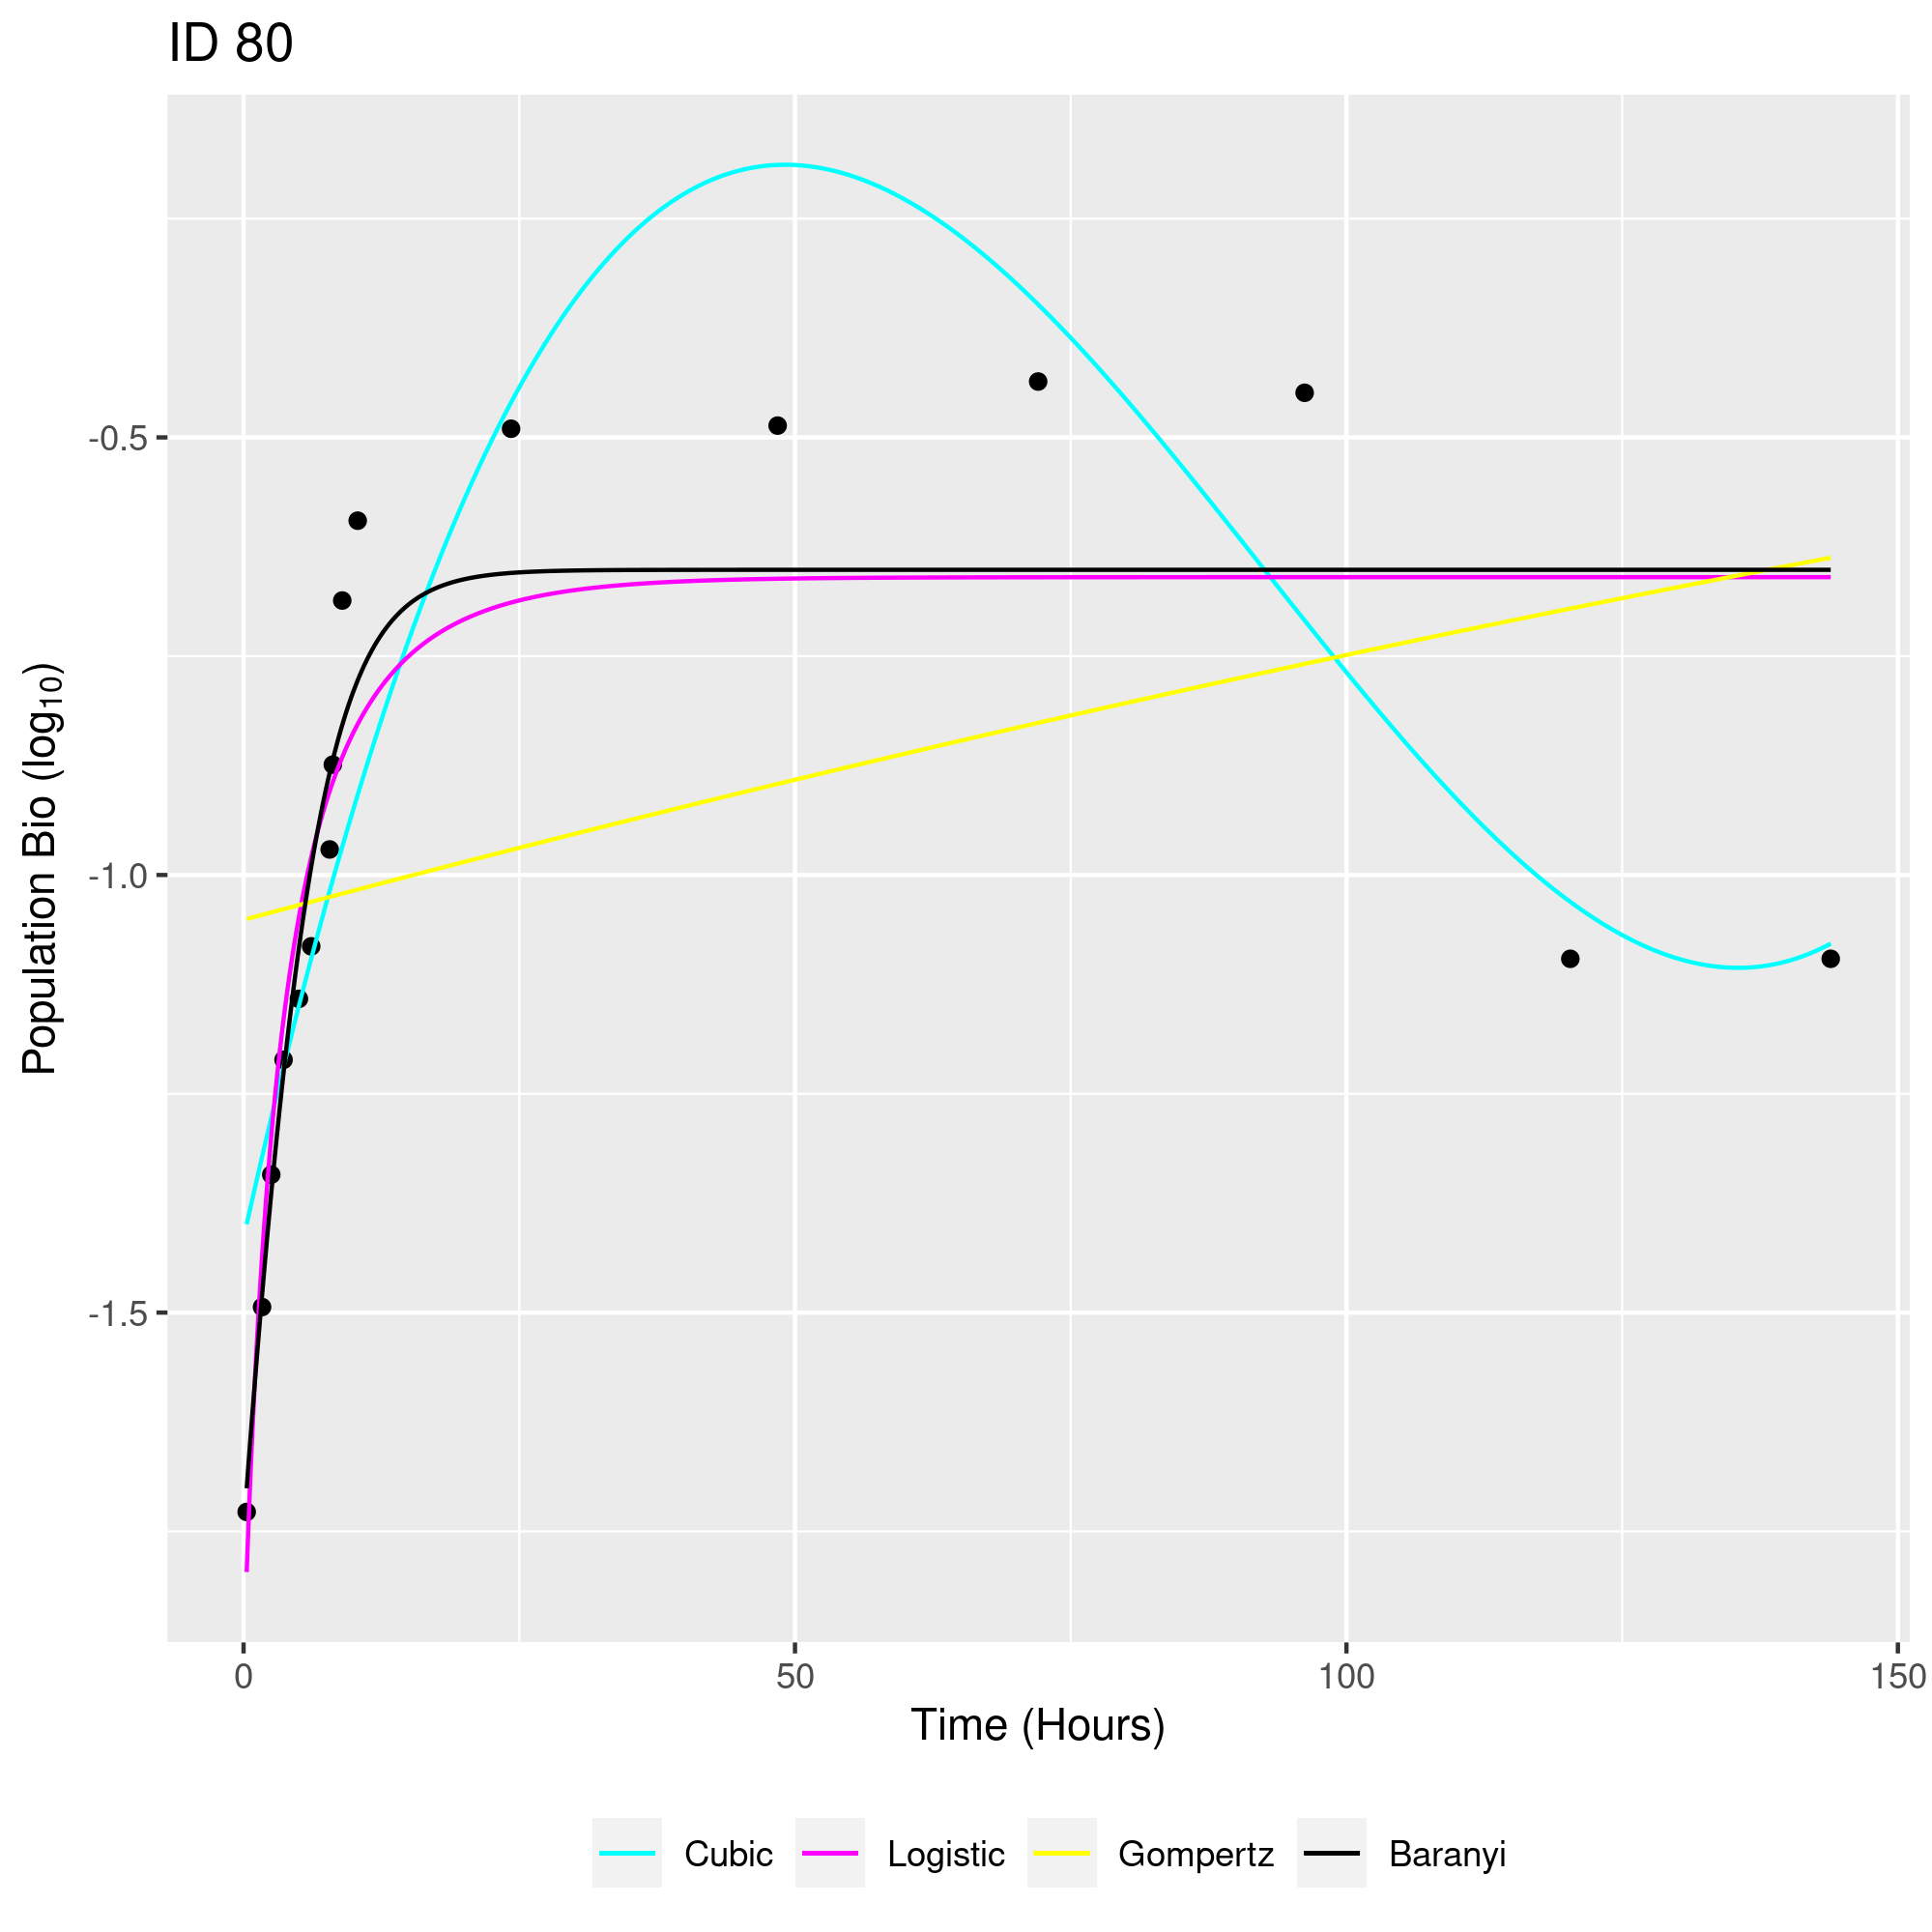 ID 80
Population Bio (log₁₀)
-0.5
-1.0
-1.5
0 50 100 150
Time (Hours)
Cubic Logistic Gompertz Baranyi